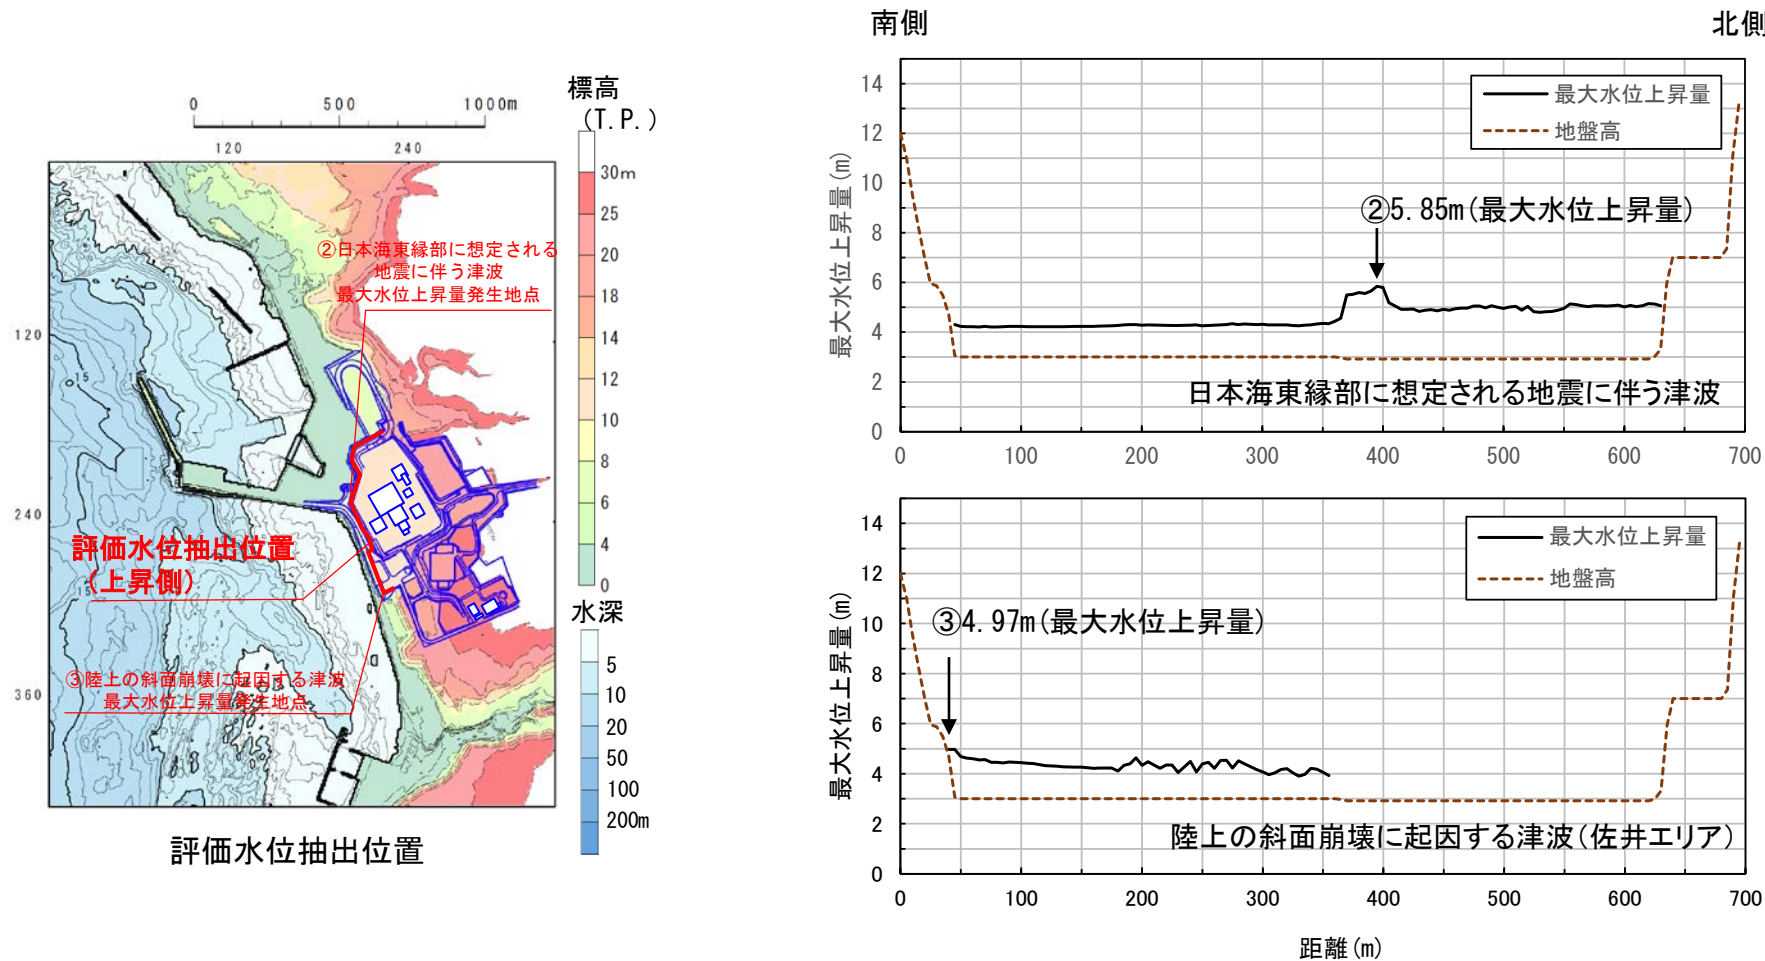 0 500 1000m
120 240
標高
(T.P.)
30m
25
20
18
14
12
10
8
6
4
0
水深
5
10
20
50
100
200m
120
240
360
15
15
15
②日本海東縁部に想定される
地震に伴う津波
最大水位上昇量発生地点
評価水位抽出位置
(上昇側)
③陸上の斜面崩壊に起因する津波
最大水位上昇量発生地点
評価水位抽出位置
南側 北側
最大水位上昇量(m)
14
12
10
8
6
4
2
0
最大水位上昇量
地盤高
②5.85m(最大水位上昇量)
日本海東縁部に想定される地震に伴う津波
0 100 200 300 400 500 600 700
最大水位上昇量(m)
14
12
10
8
6
4
2
0
最大水位上昇量
地盤高
③4.97m(最大水位上昇量)
陸上の斜面崩壊に起因する津波(佐井エリア)
0 100 200 300 400 500 600 700
距離(m)